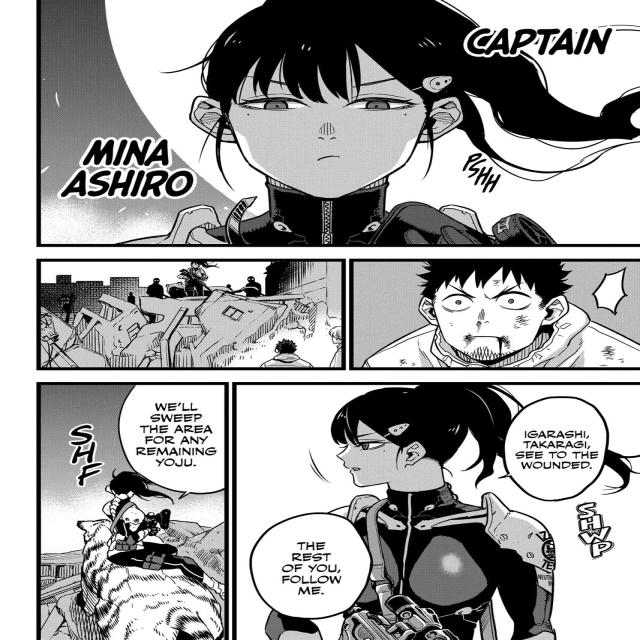 CAPTAIN
MINA
ASHIRO
PSHH
WE'LL
SWEEP
THE AREA
FOR ANY
REMAINING
YOJU.
SHF
IGARASHI,
TAKARAGI,
SEE TO THE
WOUNDED.
SHWP
THE
REST
OF YOU,
FOLLOW
ME.